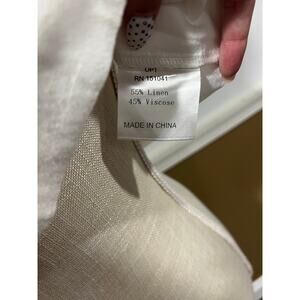 RN 151041
55% Linen
45% Viscose
MADE IN CHINA